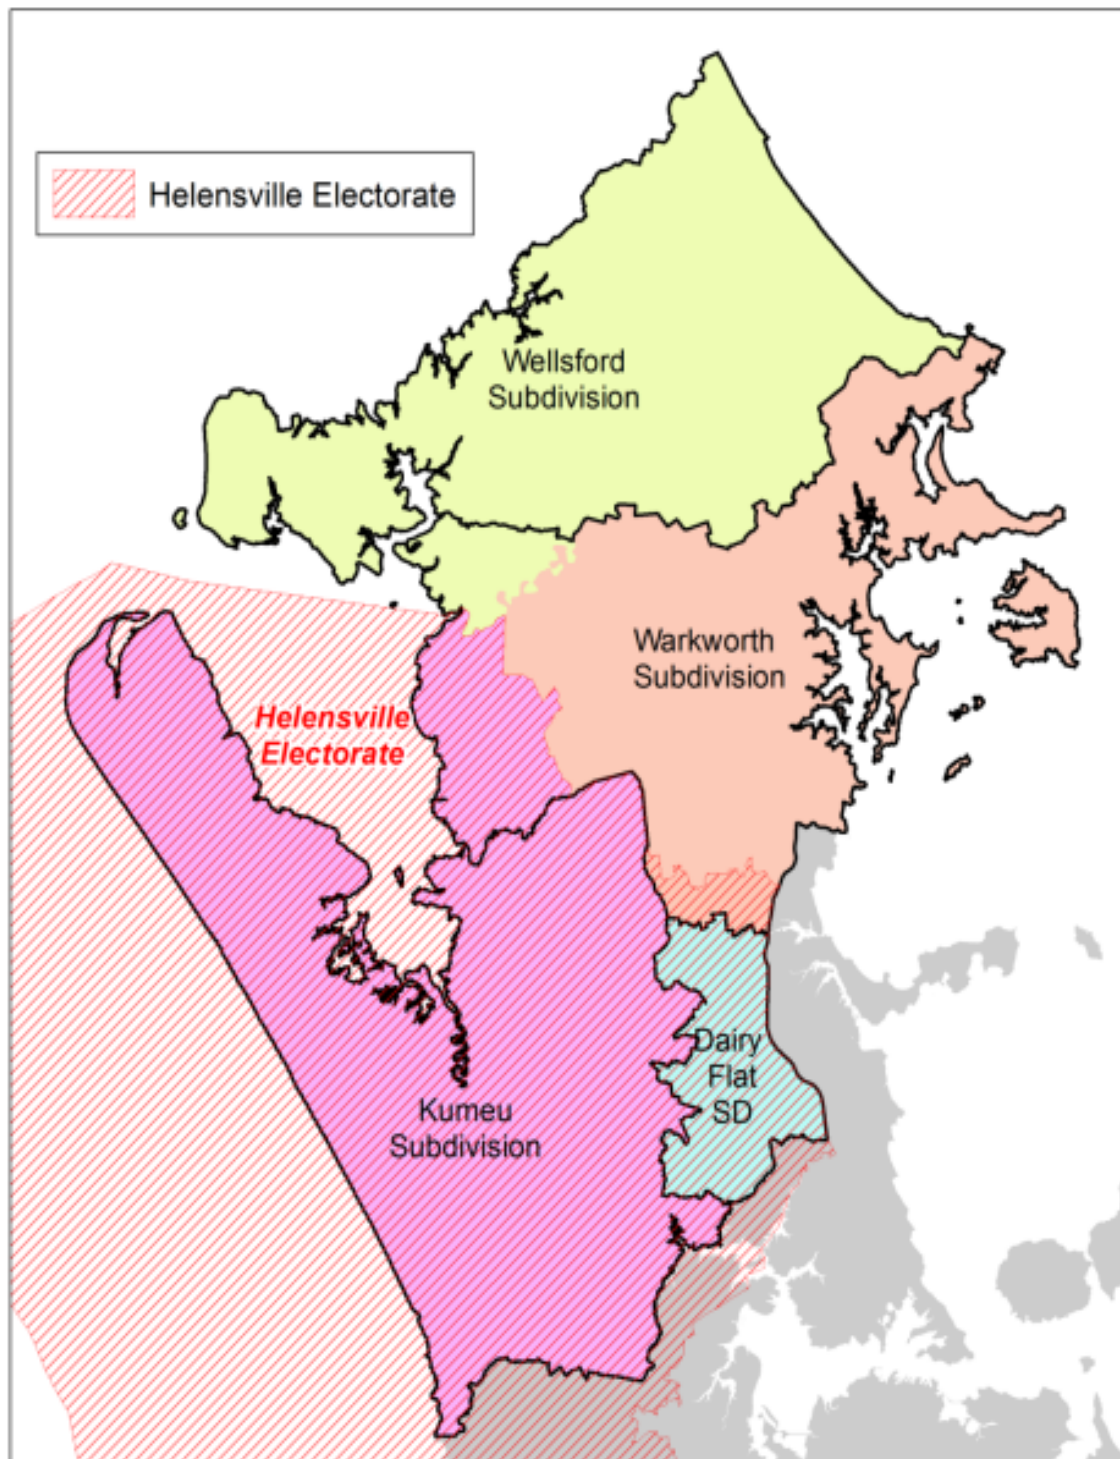 Helensville Electorate
Wellsford
Subdivision
Warkworth
Subdivision
Helensville
Electorate
Dairy
Flat
SD
Kumeu
Subdivision